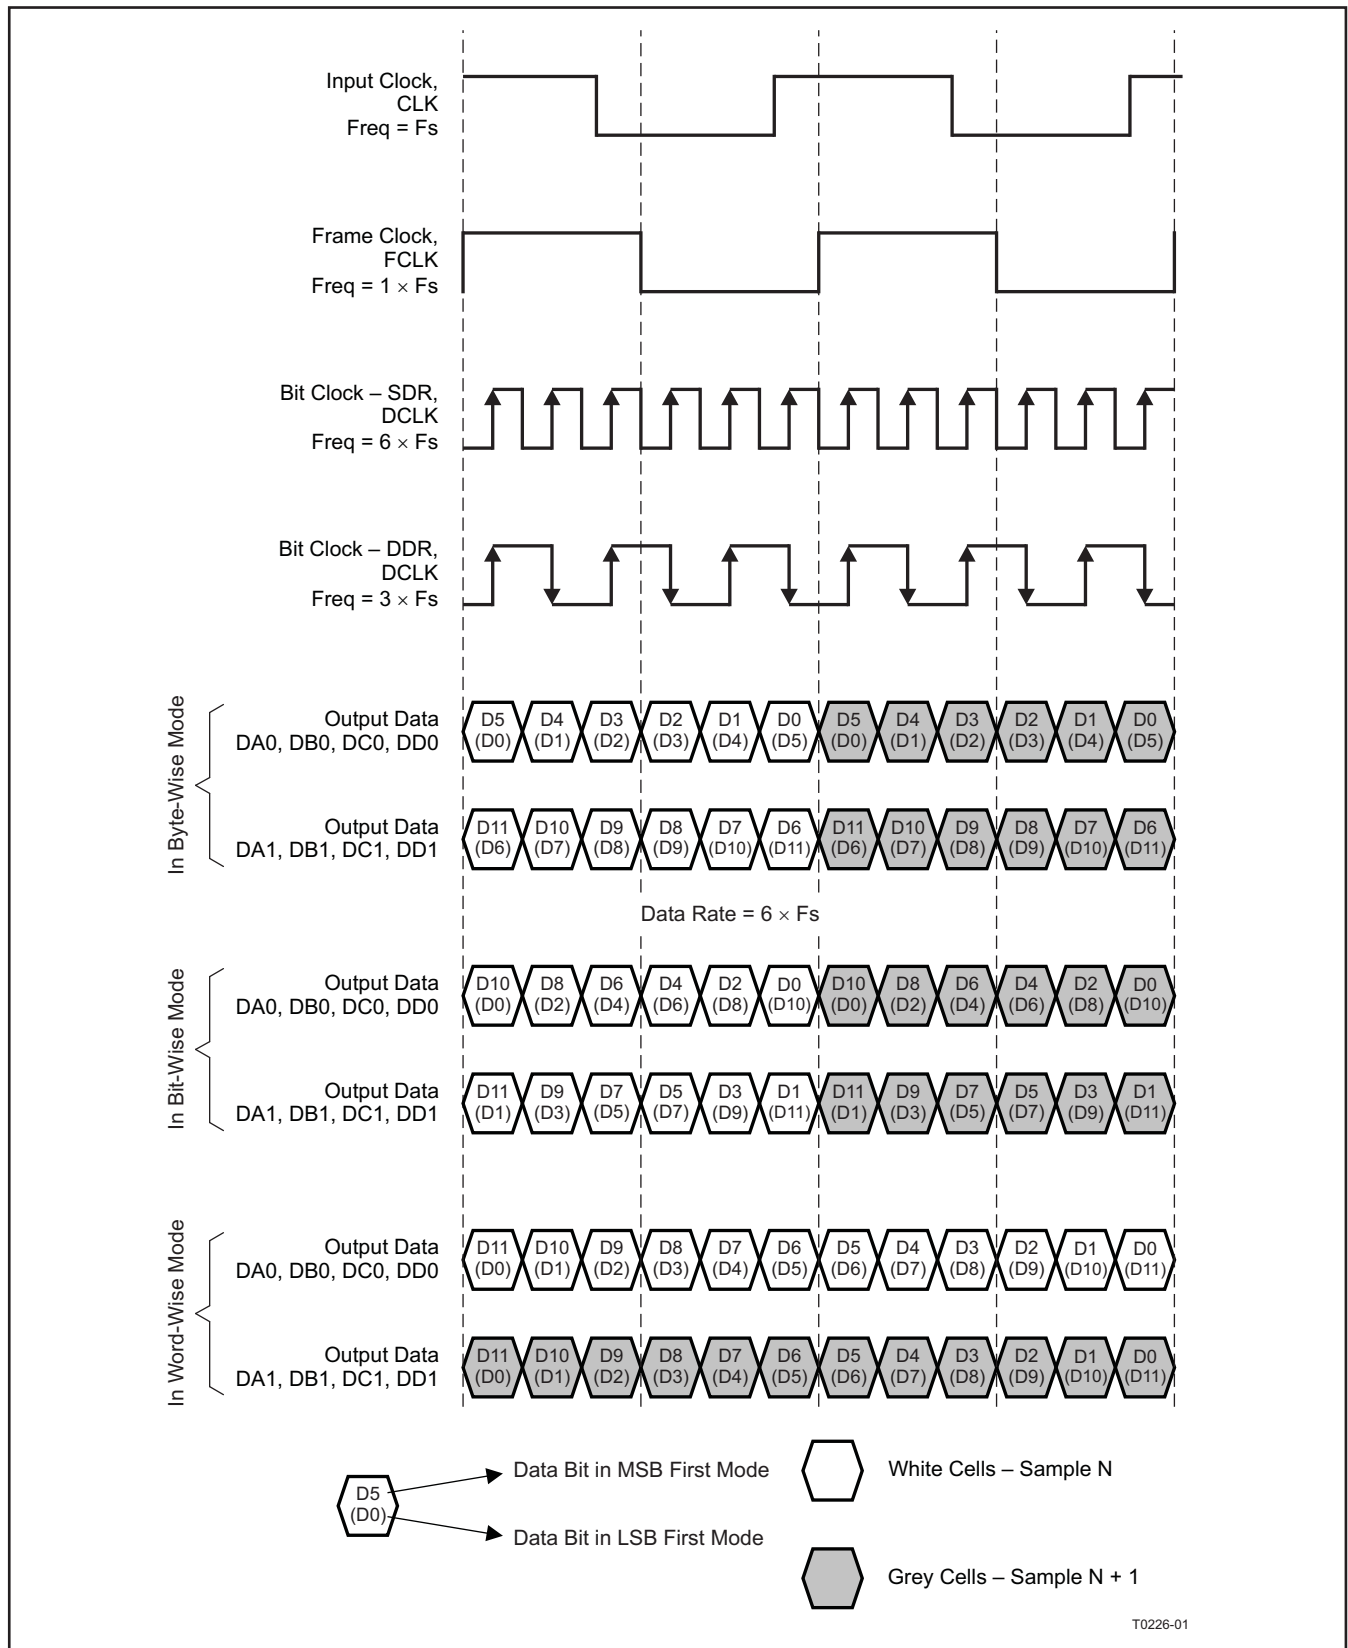 Input Clock,
CLK
Freq = Fs
Frame Clock,
FCLK
Freq = 1 × Fs
Bit Clock – SDR,
DCLK
Freq = 6 × Fs
Bit Clock – DDR,
DCLK
Freq = 3 × Fs
In Byte-Wise Mode
Output Data
DA0, DB0, DC0, DD0
D5 D4 D3 D2 D1 D0 D5 D4 D3 D2 D1 D0
(D0) (D1) (D2) (D3) (D4) (D5) (D0) (D1) (D2) (D3) (D4) (D5)
Output Data
DA1, DB1, DC1, DD1
D11 D10 D9 D8 D7 D6 D11 D10 D9 D8 D7 D6
(D6) (D7) (D8) (D9) (D10) (D11) (D6) (D7) (D8) (D9) (D10) (D11)
Data Rate = 6 × Fs
In Bit-Wise Mode
Output Data
DA0, DB0, DC0, DD0
D10 D8 D6 D4 D2 D0 D10 D8 D6 D4 D2 D0
(D0) (D2) (D4) (D6) (D8) (D10) (D0) (D2) (D4) (D6) (D8) (D10)
Output Data
DA1, DB1, DC1, DD1
D11 D9 D7 D5 D3 D1 D11 D9 D7 D5 D3 D1
(D1) (D3) (D5) (D7) (D9) (D11) (D1) (D3) (D5) (D7) (D9) (D11)
In Word-Wise Mode
Output Data
DA0, DB0, DC0, DD0
D11 D10 D9 D8 D7 D6 D5 D4 D3 D2 D1 D0
(D0) (D1) (D2) (D3) (D4) (D5) (D6) (D7) (D8) (D9) (D10) (D11)
Output Data
DA1, DB1, DC1, DD1
D11 D10 D9 D8 D7 D6 D5 D4 D3 D2 D1 D0
(D0) (D1) (D2) (D3) (D4) (D5) (D6) (D7) (D8) (D9) (D10) (D11)
D5
(D0)
Data Bit in MSB First Mode
Data Bit in LSB First Mode
White Cells – Sample N
Grey Cells – Sample N + 1
T0226-01